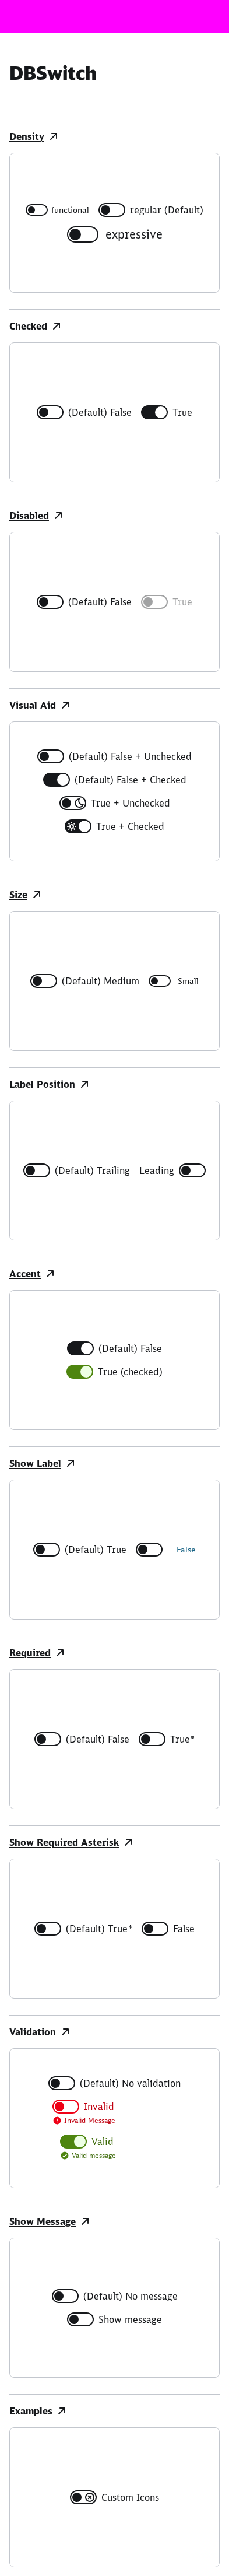 DBSwitch
Density
functional
regular (Default)
expressive
Checked
(Default) False
True
Disabled
(Default) False
True
Visual Aid
(Default) False + Unchecked
(Default) False + Checked
True + Unchecked
True + Checked
Size
(Default) Medium
Small
Label Position
(Default) Trailing
Leading
Accent
(Default) False
True (checked)
Show Label
(Default) True
False
Required
(Default) False
True*
Show Required Asterisk
(Default) True*
False
Validation
(Default) No validation
Invalid
Invalid Message
Valid
Valid message
Show Message
(Default) No message
Show message
Examples
Custom Icons